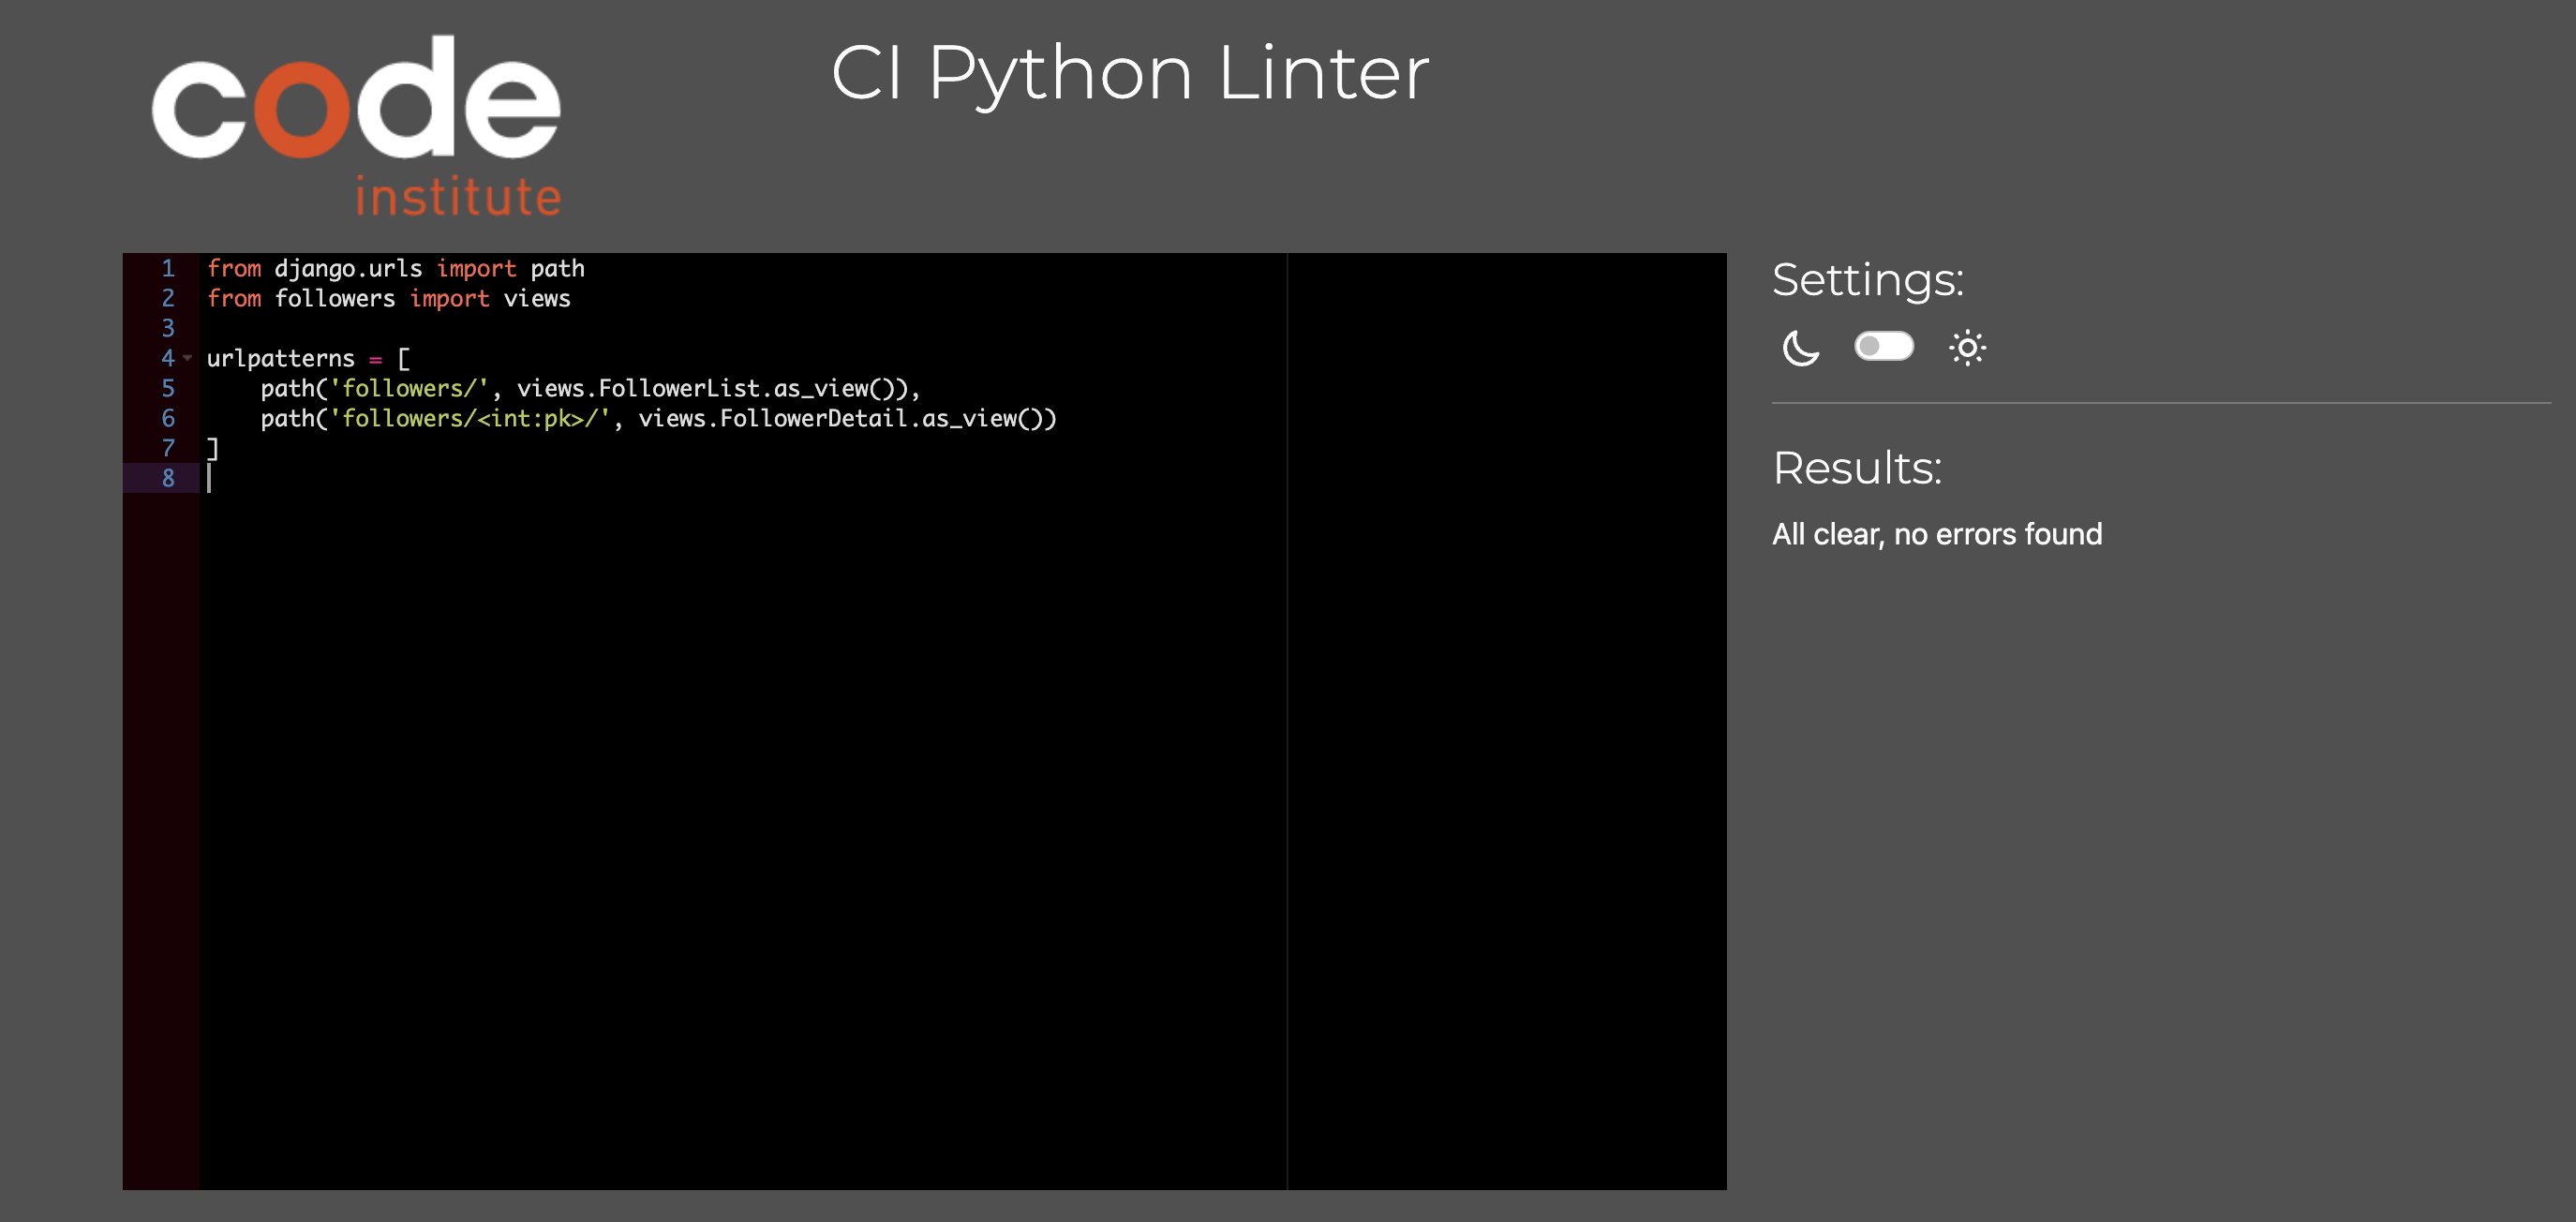 code
institute
CI Python Linter
1 from django.urls import path
2 from followers import views
3
4 urlpatterns = [
5     path('followers/', views.FollowerList.as_view()),
6     path('followers/<int:pk>/', views.FollowerDetail.as_view())
7 ]
8
Settings:
Results:
All clear, no errors found